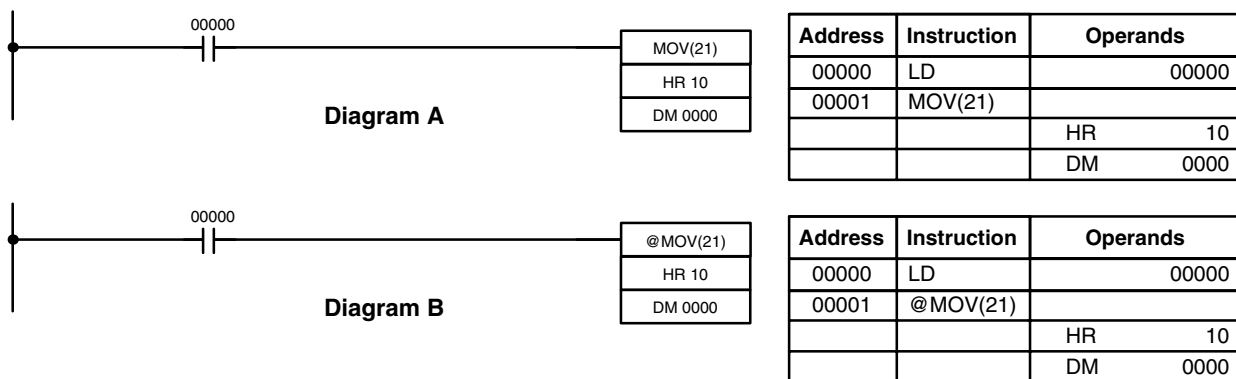 00000
MOV(21)
HR 10
DM 0000
Diagram A
Address Instruction Operands
00000 LD 00000
00001 MOV(21)
HR 10
DM 0000
00000
@MOV(21)
HR 10
DM 0000
Diagram B
Address Instruction Operands
00000 LD 00000
00001 @MOV(21)
HR 10
DM 0000